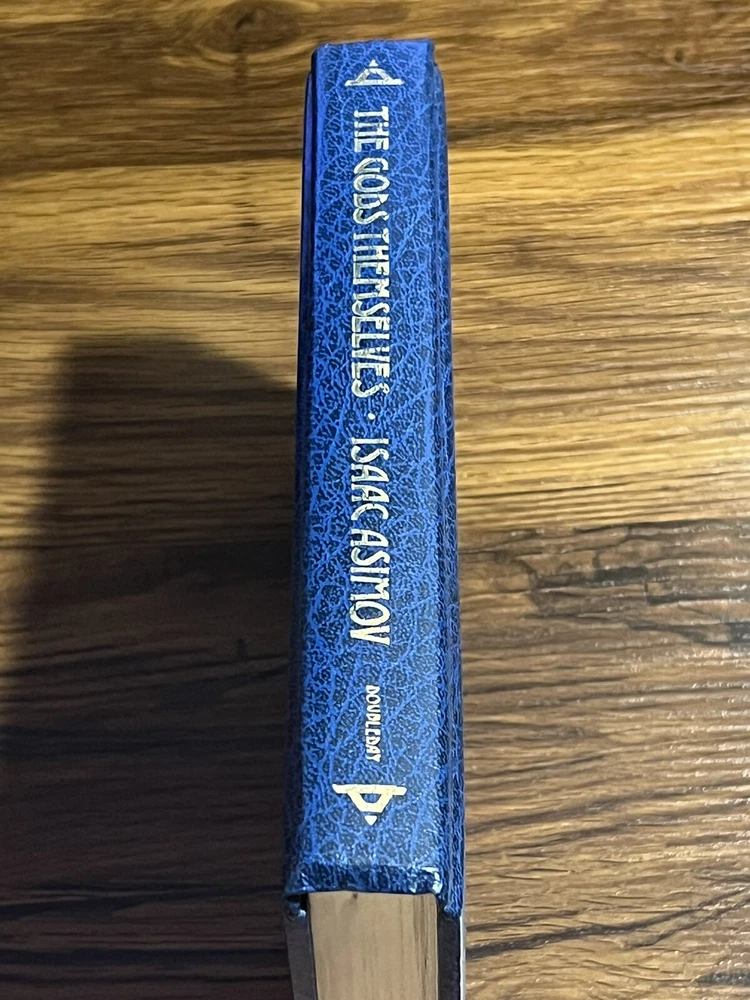 THE GODS THEMSELVES • ISAAC ASIMOV
DOUBLEDAY